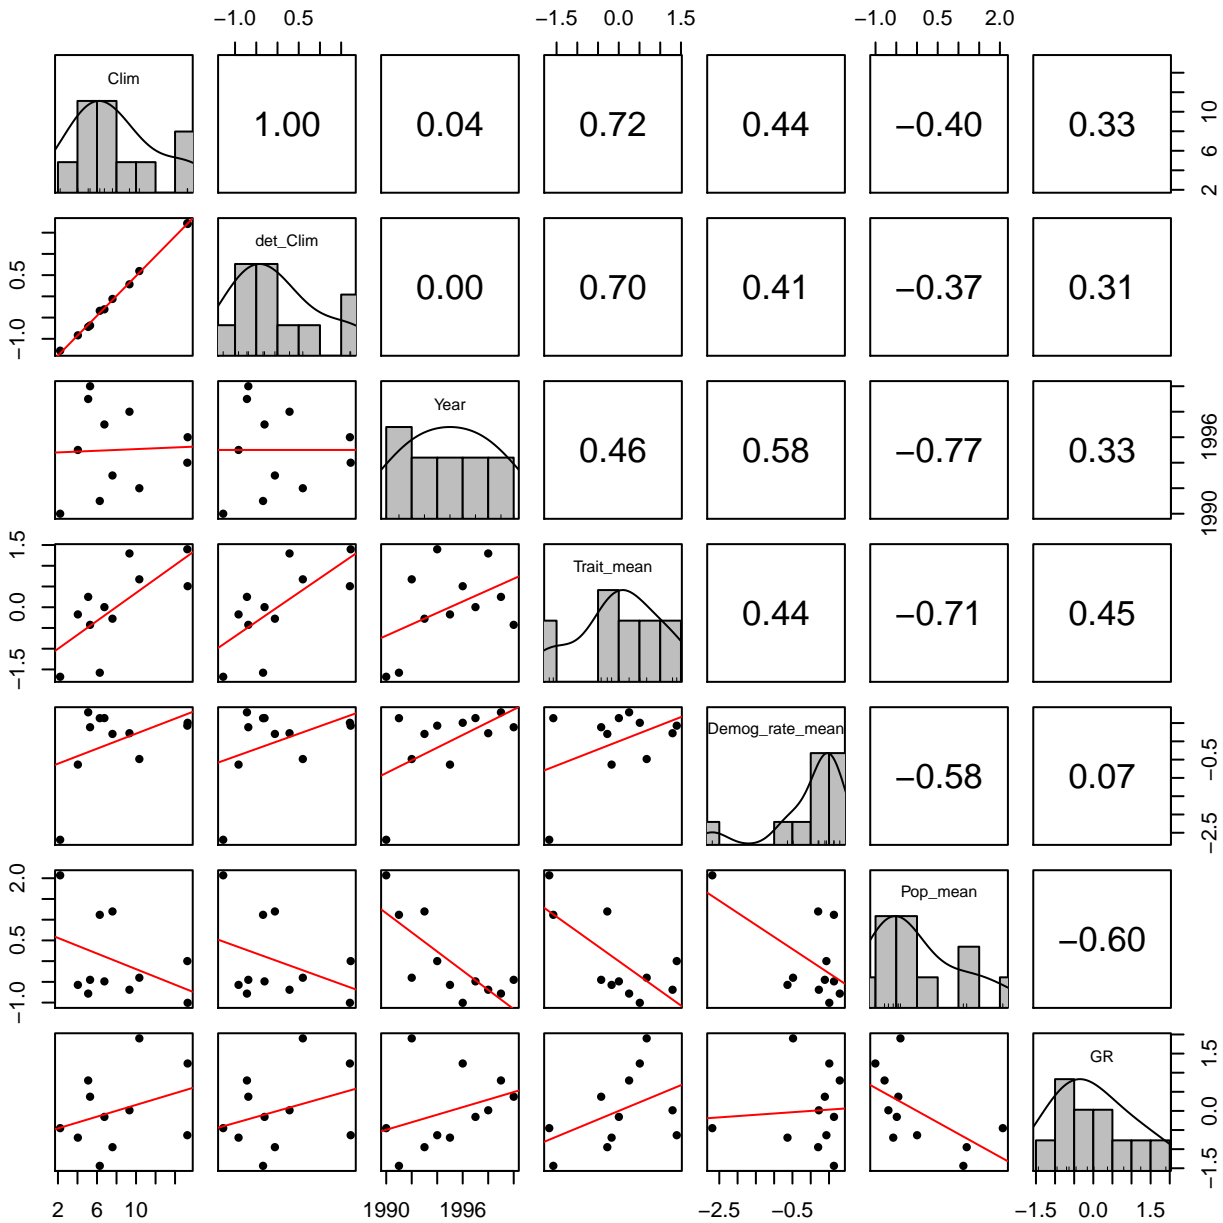 −1.0 0.5 −1.5 0.0 1.5 −1.0 0.5 2.0
Clim 1.00 0.04 0.72 0.44 −0.40 0.33 2 6 10
−1.0 0.5 det_Clim 0.00 0.70 0.41 −0.37 0.31
Year 0.46 0.58 −0.77 0.33 1990 1996
−1.5 0.0 1.5 Trait_mean 0.44 −0.71 0.45
Demog_rate_mean −0.58 0.07 −2.5 −0.5
−1.0 0.5 2.0 Pop_mean −0.60
GR −1.5 0.0 1.5
2 6 10 1990 1996 −2.5 −0.5 −1.5 0.0 1.5